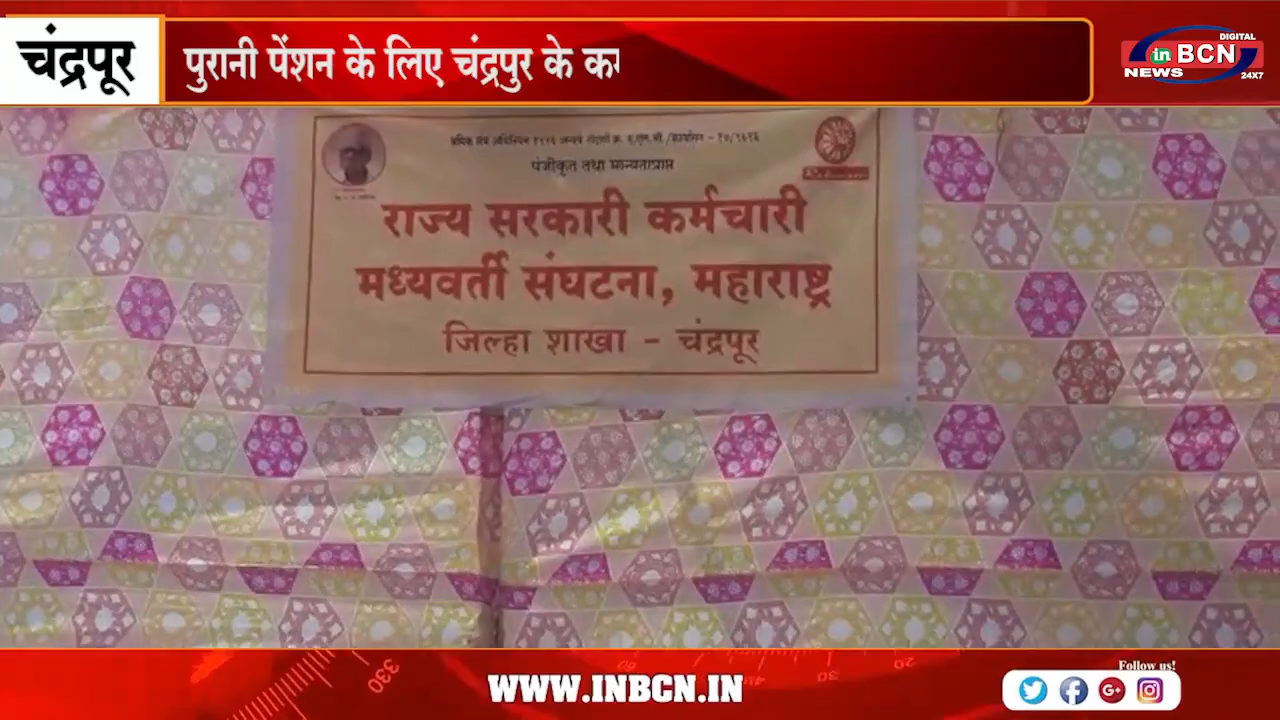 चंद्रपूर
पुरानी पेंशन के लिए चंद्रपुर के
DIGITAL
in BCN
NEWS
24X7
पंजीकृत तथा मान्यताप्राप्त
राज्य सरकारी कर्मचारी
मध्यवर्ती संघटना, महाराष्ट्र
जिल्हा शाखा - चंद्रपूर
WWW.INBCN.IN
Follow us!